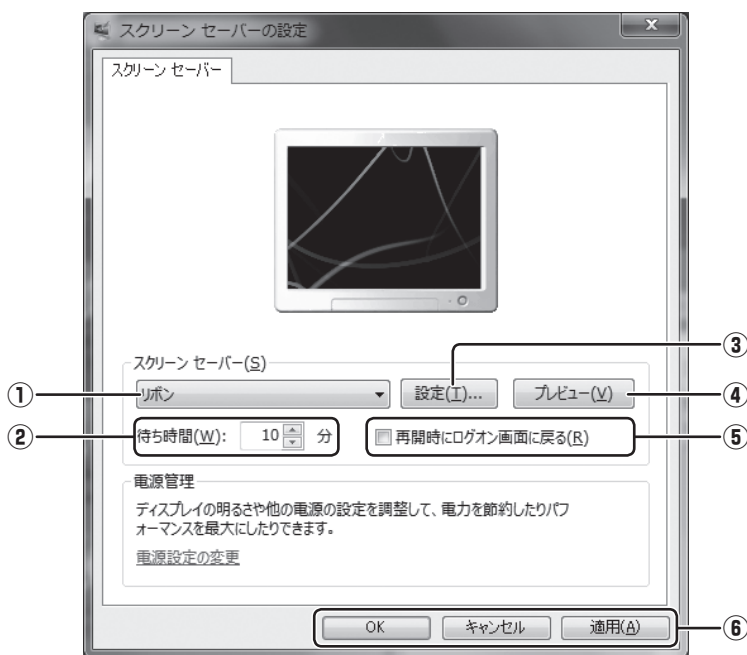 スクリーン セーバーの設定
x
スクリーン セーバー
スクリーン セーバー(S)
③
① リボン 設定(T)... プレビュー(V) ④
② 待ち時間(W): 10 分 再開時にログオン画面に戻る(R) ⑤
電源管理
ディスプレイの明るさや他の電源の設定を調整して、電力を節約したりパフ
ォーマンスを最大にしたりできます。
電源設定の変更
OK キャンセル 適用(A) ⑥